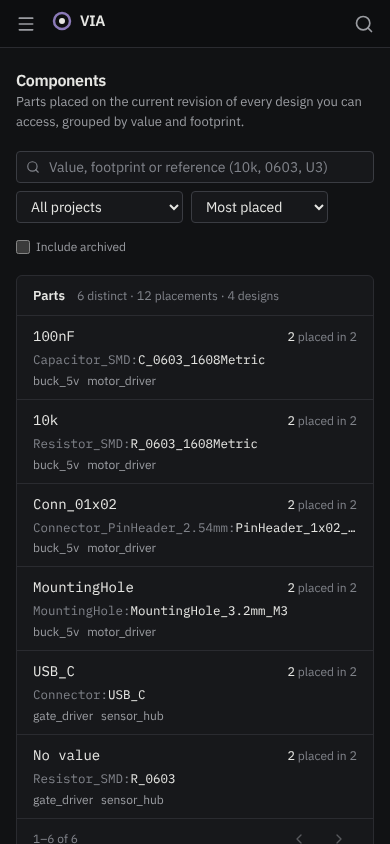 VIA
Components
Parts placed on the current revision of every design you can
access, grouped by value and footprint.
Value, footprint or reference (10k, 0603, U3)
All projects Most placed
Include archived
Parts 6 distinct · 12 placements · 4 designs
100nF 2 placed in 2
Capacitor_SMD:C_0603_1608Metric
buck_5v motor_driver
10k 2 placed in 2
Resistor_SMD:R_0603_1608Metric
buck_5v motor_driver
Conn_01x02 2 placed in 2
Connector_PinHeader_2.54mm:PinHeader_1x02_…
buck_5v motor_driver
MountingHole 2 placed in 2
MountingHole:MountingHole_3.2mm_M3
buck_5v motor_driver
USB_C 2 placed in 2
Connector:USB_C
gate_driver sensor_hub
No value 2 placed in 2
Resistor_SMD:R_0603
gate_driver sensor_hub
1–6 of 6